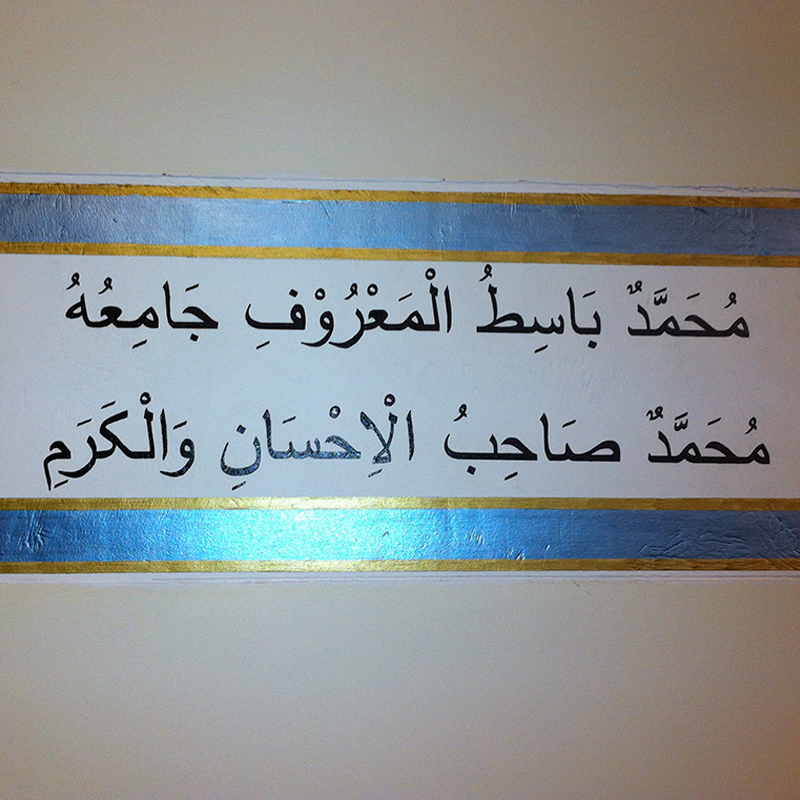 مُحَمَّدٌ بَاسِطُ الْمَعْرُوْفِ جَامِعُهُ
مُحَمَّدٌ صَاحِبُ الْاِحْسَانِ وَالْكَرَمِ